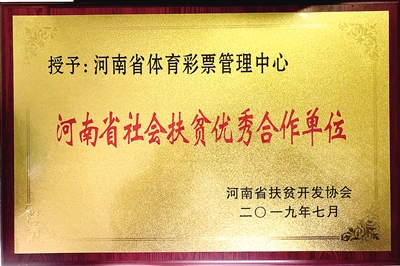 授予:河南省体育彩票管理中心
河南省社会扶贫优秀合作单位
河南省扶贫开发协会
二〇一九年七月